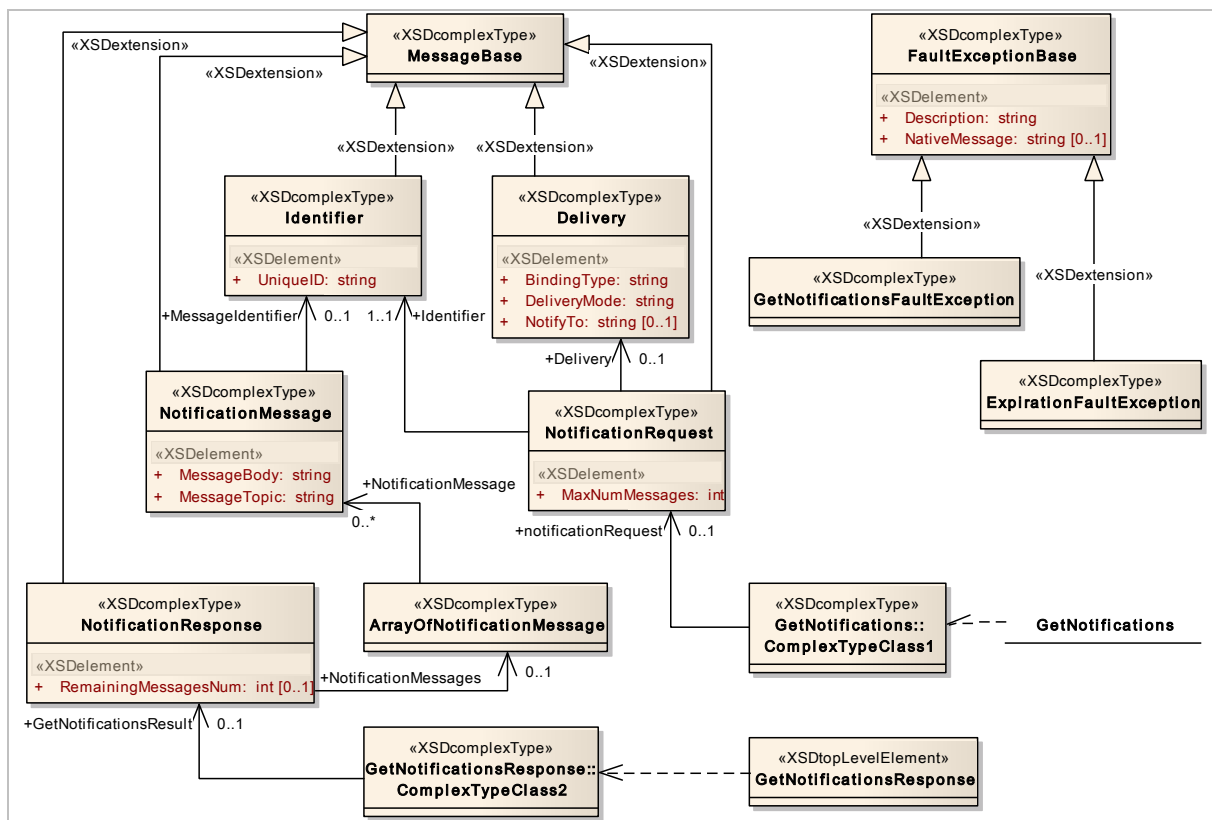 «XSDcomplexType»
MessageBase
«XSDextension»
«XSDextension»
«XSDextension»
«XSDextension»
«XSDextension»
«XSDcomplexType»
FaultExceptionBase
«XSDelement»
+ Description: string
+ NativeMessage: string [0..1]
«XSDcomplexType»
Identifier
«XSDelement»
+ UniqueID: string
«XSDcomplexType»
Delivery
«XSDelement»
+ BindingType: string
+ DeliveryMode: string
+ NotifyTo: string [0..1]
«XSDextension»
«XSDextension»
«XSDcomplexType»
GetNotificationsFaultException
«XSDcomplexType»
ExpirationFaultException
+MessageIdentifier
0..1
1..1
+Identifier
+Delivery
0..1
«XSDcomplexType»
NotificationMessage
«XSDelement»
+ MessageBody: string
+ MessageTopic: string
«XSDcomplexType»
NotificationRequest
«XSDelement»
+ MaxNumMessages: int
+NotificationMessage
0..*
+notificationRequest
0..1
«XSDcomplexType»
NotificationResponse
«XSDelement»
+ RemainingMessagesNum: int [0..1]
«XSDcomplexType»
ArrayOfNotificationMessage
+NotificationMessages
0..1
«XSDcomplexType»
GetNotifications::
ComplexTypeClass1
GetNotifications
+GetNotificationsResult
0..1
«XSDcomplexType»
GetNotificationsResponse::
ComplexTypeClass2
«XSDtopLevelElement»
GetNotificationsResponse